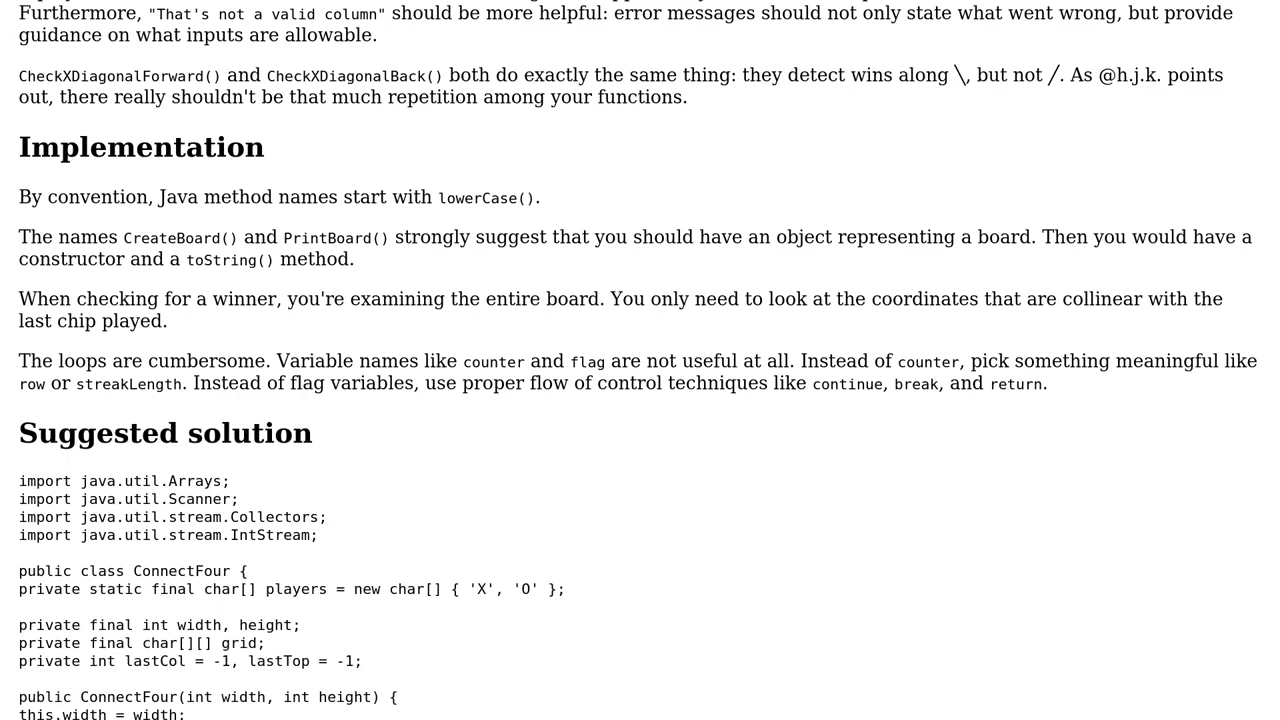 Furthermore, "That's not a valid column" should be more helpful: error messages should not only state what went wrong, but provide
guidance on what inputs are allowable.
CheckXDiagonalForward() and CheckXDiagonalBack() both do exactly the same thing: they detect wins along ╲, but not ╱. As @h.j.k. points
out, there really shouldn't be that much repetition among your functions.
Implementation
By convention, Java method names start with lowerCase().
The names CreateBoard() and PrintBoard() strongly suggest that you should have an object representing a board. Then you would have a
constructor and a toString() method.
When checking for a winner, you're examining the entire board. You only need to look at the coordinates that are collinear with the
last chip played.
The loops are cumbersome. Variable names like counter and flag are not useful at all. Instead of counter, pick something meaningful like
row or streakLength. Instead of flag variables, use proper flow of control techniques like continue, break, and return.
Suggested solution
import java.util.Arrays;
import java.util.Scanner;
import java.util.stream.Collectors;
import java.util.stream.IntStream;
public class ConnectFour {
private static final char[] players = new char[] { 'X', 'O' };
private final int width, height;
private final char[][] grid;
private int lastCol = -1, lastTop = -1;
public ConnectFour(int width, int height) {
this.width = width;